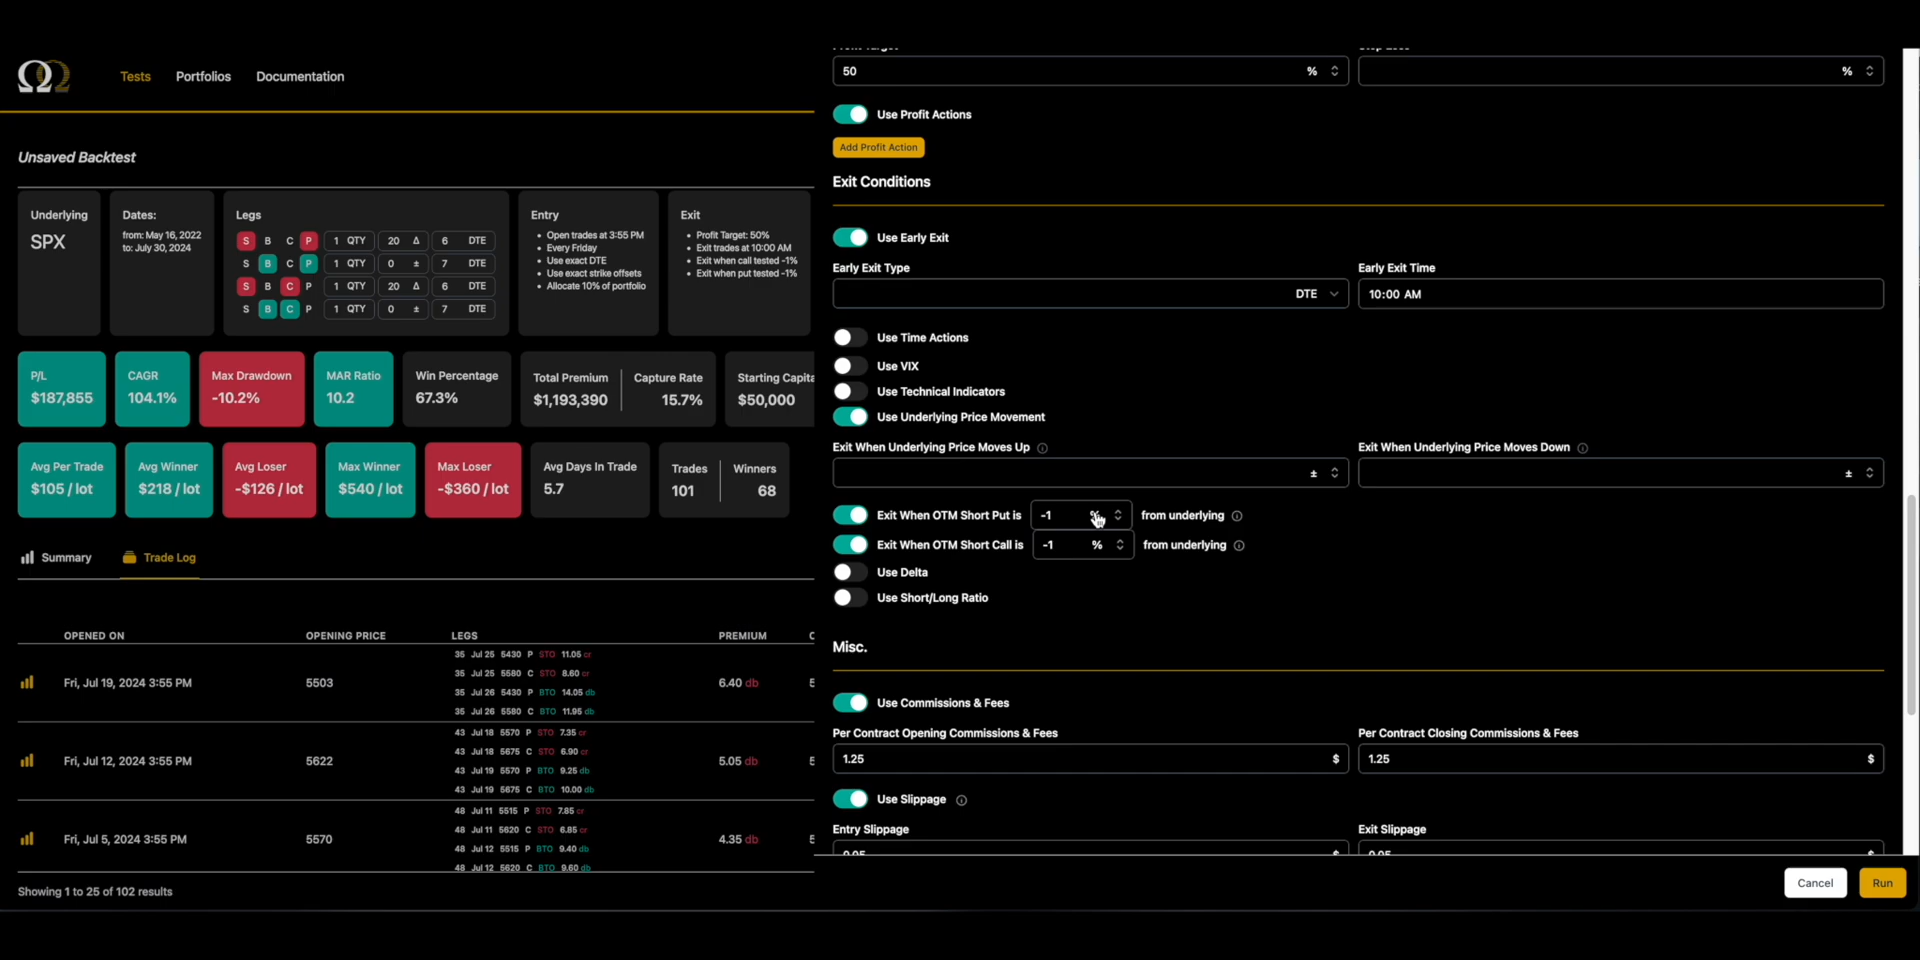 Tests
Portfolios
Documentation
Unsaved Backtest
Underlying
SPX
Dates:
from: May 16, 2022
to: July 30, 2024
Legs
S B C P 1 QTY 20 Δ 6 DTE
S B C P 1 QTY 0 ± 7 DTE
S B C P 1 QTY 20 Δ 6 DTE
S B C P 1 QTY 0 ± 7 DTE
Entry
• Open trades at 3:55 PM
• Every Friday
• Use exact DTE
• Use exact strike offsets
• Allocate 10% of portfolio
Exit
• Profit Target: 50%
• Exit trades at 10:00 AM
• Exit when call tested -1%
• Exit when put tested -1%
P/L
$187,855
CAGR
104.1%
Max Drawdown
-10.2%
MAR Ratio
10.2
Win Percentage
67.3%
Total Premium
$1,193,390
Capture Rate
15.7%
Starting Capita
$50,000
Avg Per Trade
$105 / lot
Avg Winner
$218 / lot
Avg Loser
-$126 / lot
Max Winner
$540 / lot
Max Loser
-$360 / lot
Avg Days In Trade
5.7
Trades
101
Winners
68
Summary
Trade Log
OPENED ON OPENING PRICE LEGS PREMIUM C
Fri, Jul 19, 2024 3:55 PM
5503
35 Jul 25 5430 P STO 11.05 cr
35 Jul 25 5580 C STO 8.60 cr
35 Jul 26 5430 P BTO 14.05 db
35 Jul 26 5580 C BTO 11.95 db
6.40 db
Fri, Jul 12, 2024 3:55 PM
5622
43 Jul 18 5570 P STO 7.35 cr
43 Jul 18 5675 C STO 6.90 cr
43 Jul 19 5570 P BTO 9.25 db
43 Jul 19 5675 C BTO 10.00 db
5.05 db
Fri, Jul 5, 2024 3:55 PM
5570
48 Jul 11 5515 P STO 7.85 cr
48 Jul 11 5620 C STO 6.85 cr
48 Jul 12 5515 P BTO 9.40 db
48 Jul 12 5620 C BTO 9.60 db
4.35 db
Showing 1 to 25 of 102 results
Profit Target
Stop Loss
50 %
%
Use Profit Actions
Add Profit Action
Exit Conditions
Use Early Exit
Early Exit Type
DTE
Early Exit Time
10:00 AM
Use Time Actions
Use VIX
Use Technical Indicators
Use Underlying Price Movement
Exit When Underlying Price Moves Up
±
Exit When Underlying Price Moves Down
±
Exit When OTM Short Put is -1 % from underlying
Exit When OTM Short Call is -1 % from underlying
Use Delta
Use Short/Long Ratio
Misc.
Use Commissions & Fees
Per Contract Opening Commissions & Fees
1.25 $
Per Contract Closing Commissions & Fees
1.25 $
Use Slippage
Entry Slippage
0.05 $
Exit Slippage
0.05 $
Cancel
Run